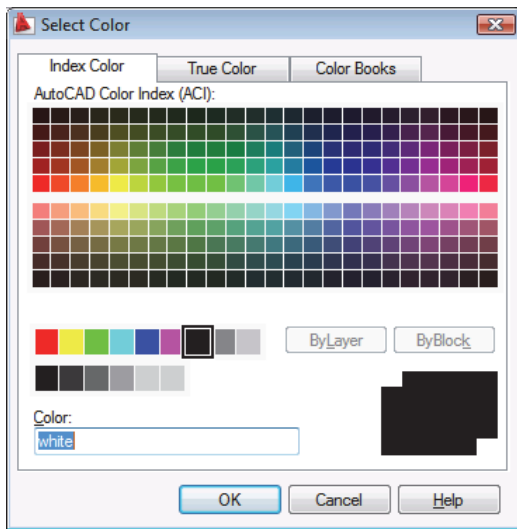 Select Color
Index Color
True Color
Color Books
AutoCAD Color Index (ACI):
ByLayer
ByBlock
Color:
white
OK
Cancel
Help